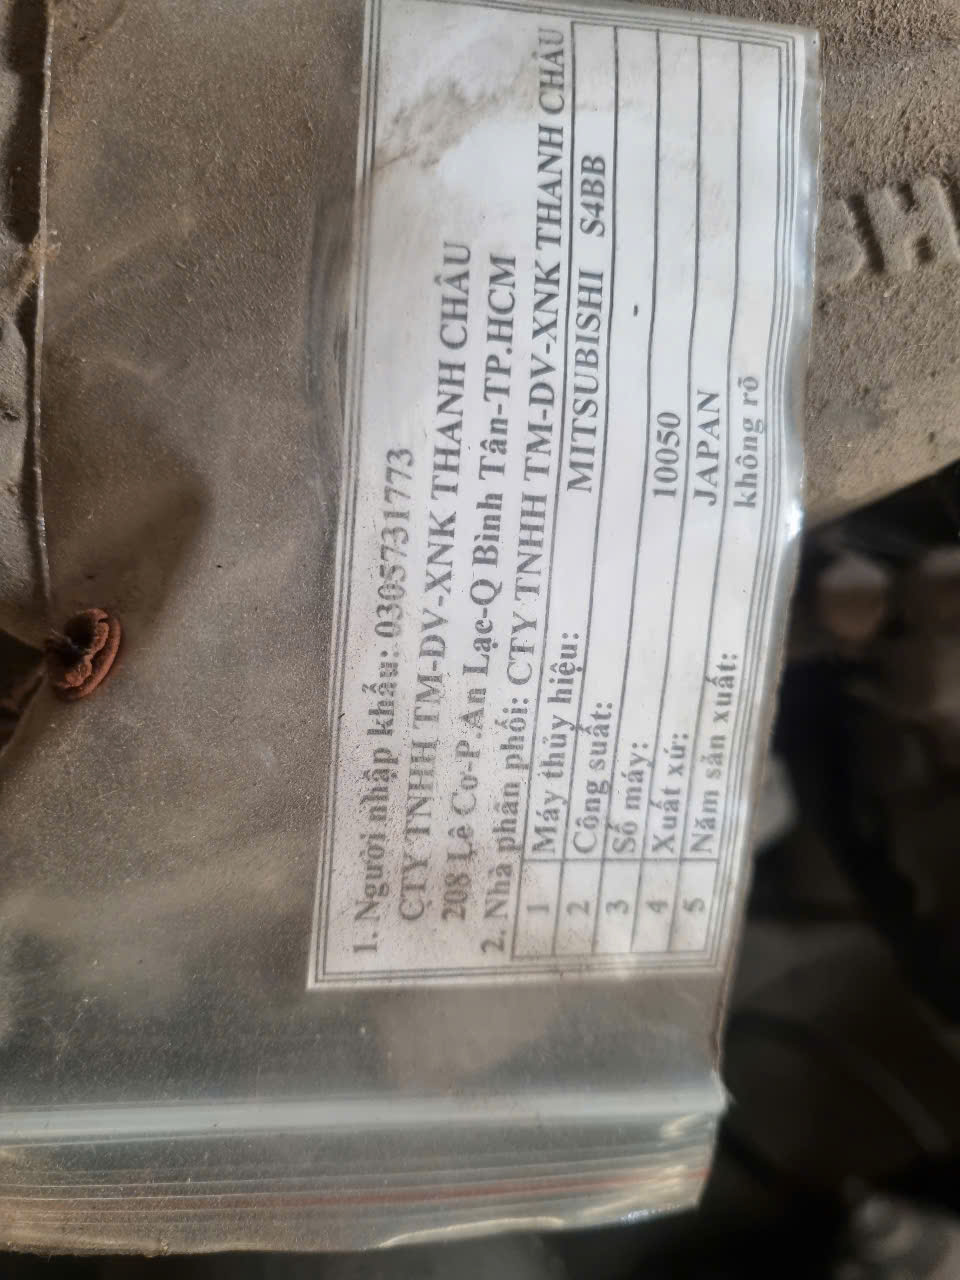 1. Người nhập khẩu: 0305731773
CTY TNHH TM-DV-XNK THANH CHÂU
208 Lê Cơ-P.An Lạc-Q Bình Tân-TP.HCM
2. Nhà phân phối: CTY TNHH TM-DV-XNK THANH CHÂU
1 Máy thủy hiệu: MITSUBISHI S4BB
2 Công suất: -
3 Số máy: 10050
4 Xuất xứ: JAPAN
5 Năm sản xuất: không rõ
BH